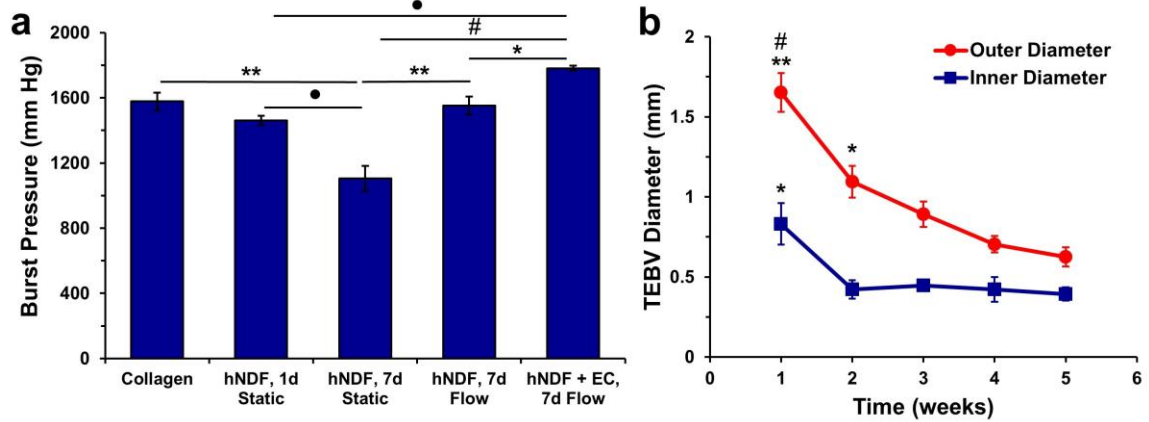 a
Burst Pressure (mm Hg)
2000
1600
1200
800
400
0
•
#
*
**
**
•
Collagen
hNDF, 1d
Static
hNDF, 7d
Static
hNDF, 7d
Flow
hNDF + EC,
7d Flow
b
TEBV Diameter (mm)
2
1.5
1
0.5
0
#
**
*
*
Outer Diameter
Inner Diameter
0
1
2
3
4
5
6
Time (weeks)